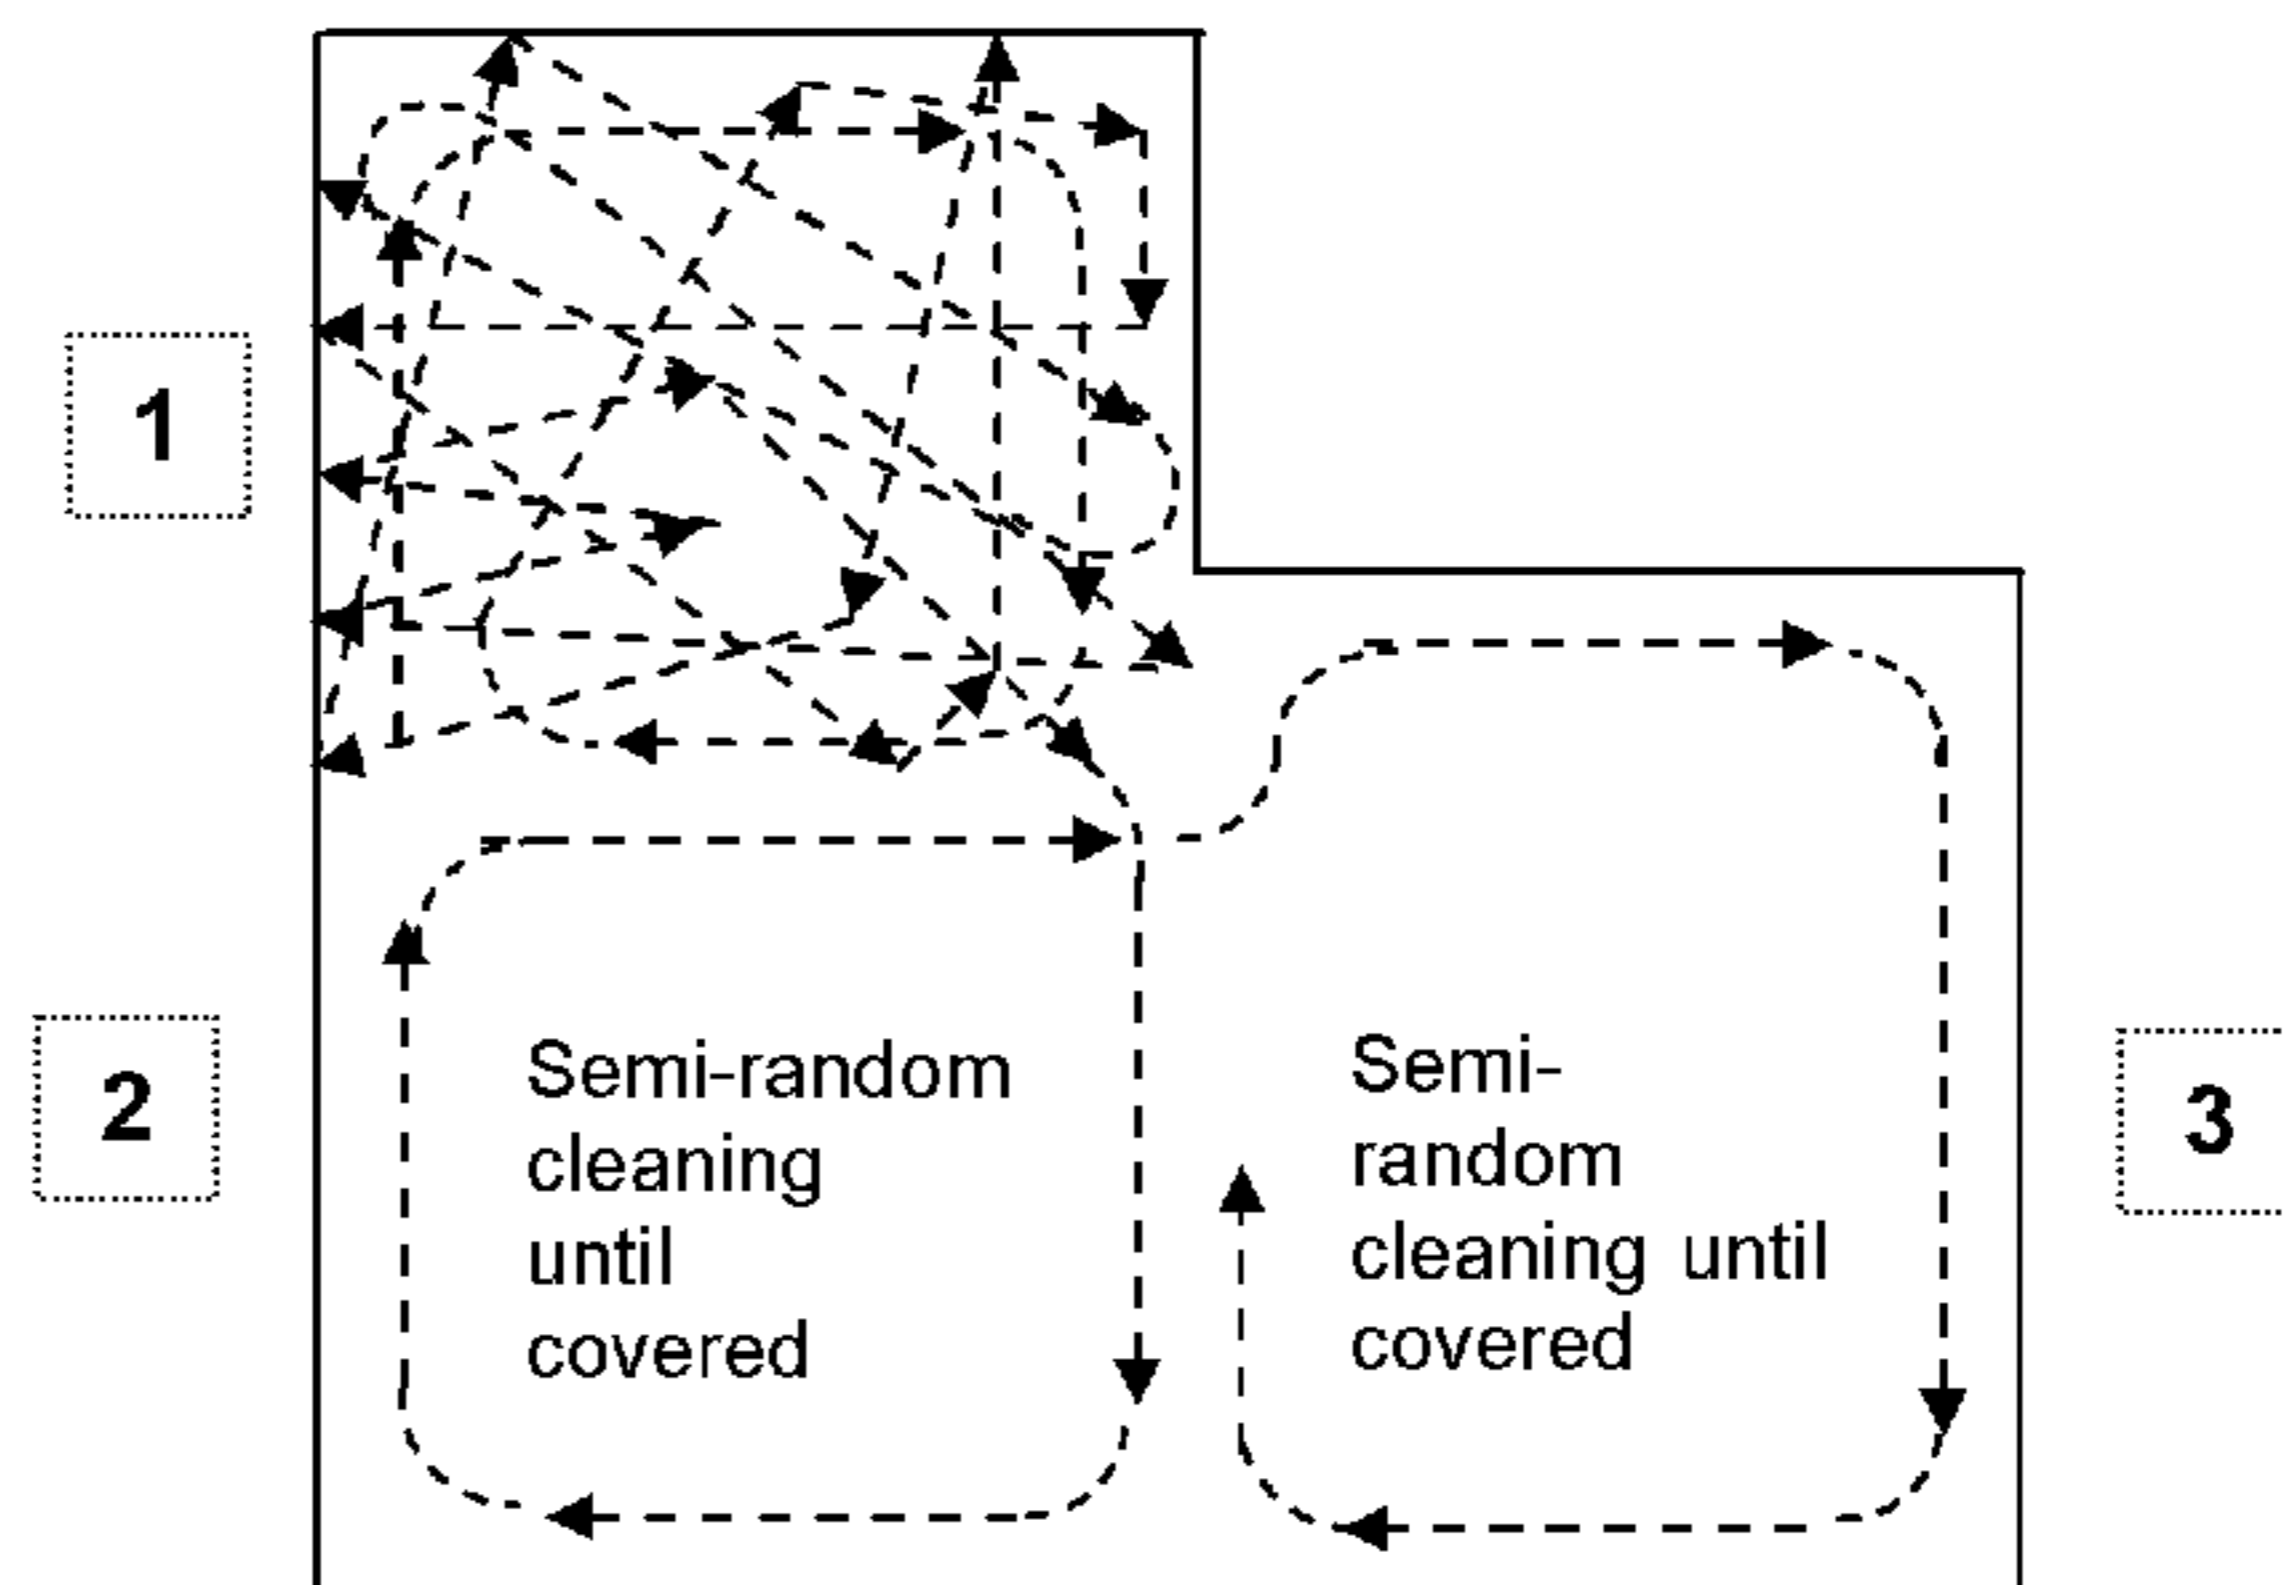 1
2
Semi-random
cleaning
until
covered
Semi-
random
cleaning until
covered
3